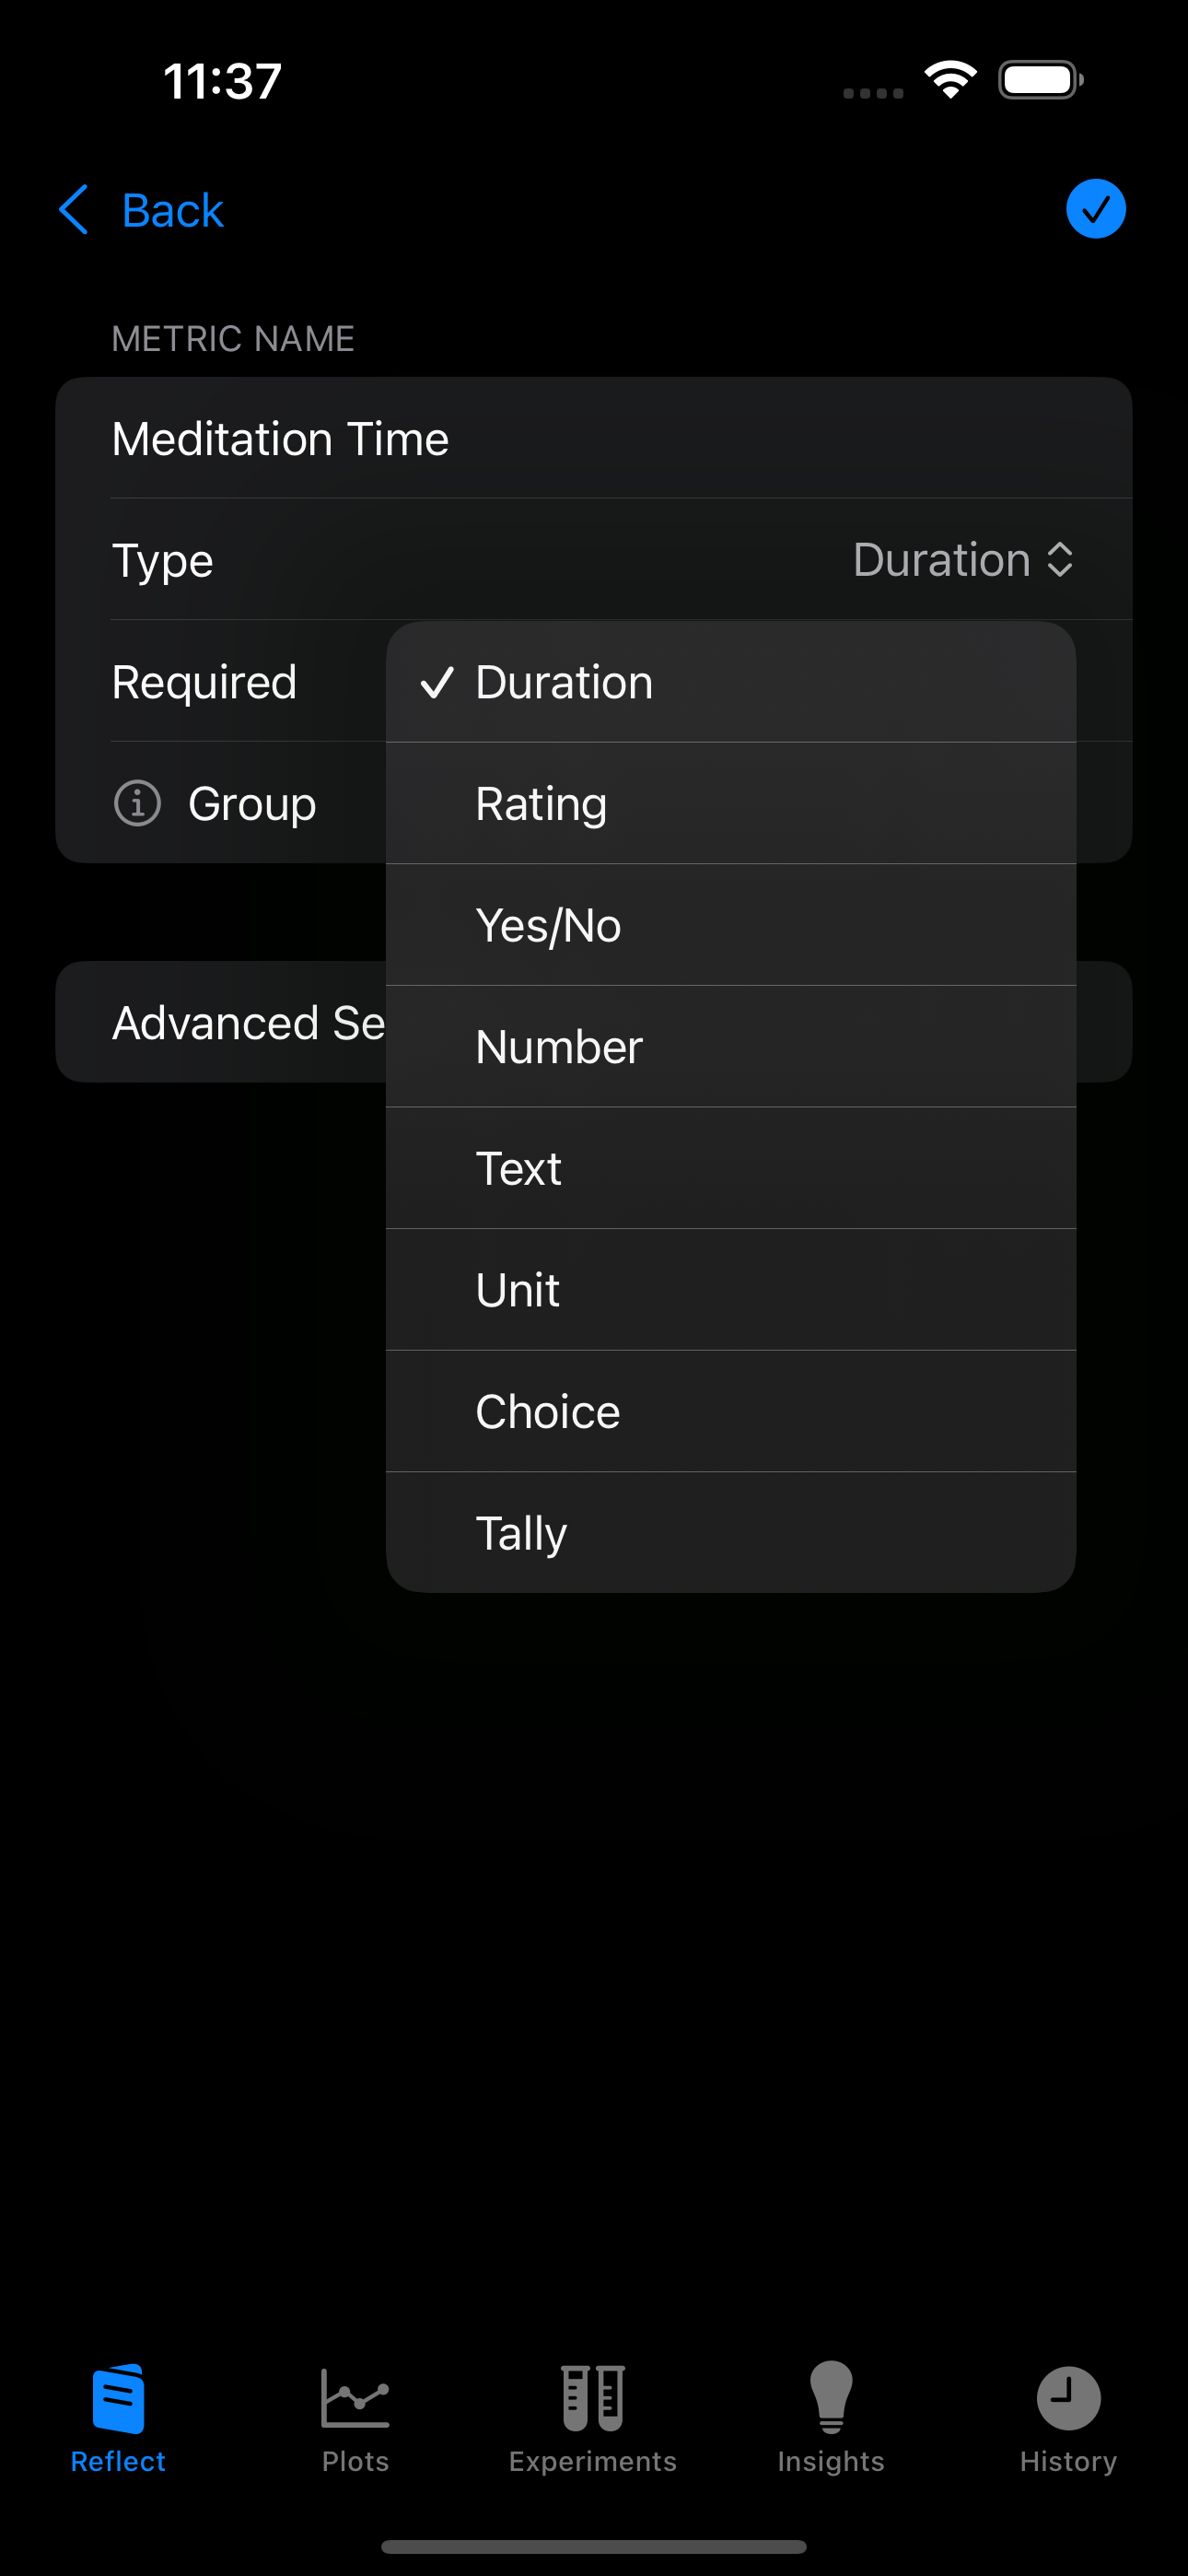 11:37
Back
METRIC NAME
Meditation Time
Type
Duration
Required
Duration
Group
Rating
Yes/No
Advanced Se
Number
Text
Unit
Choice
Tally
Reflect
Plots
Experiments
Insights
History